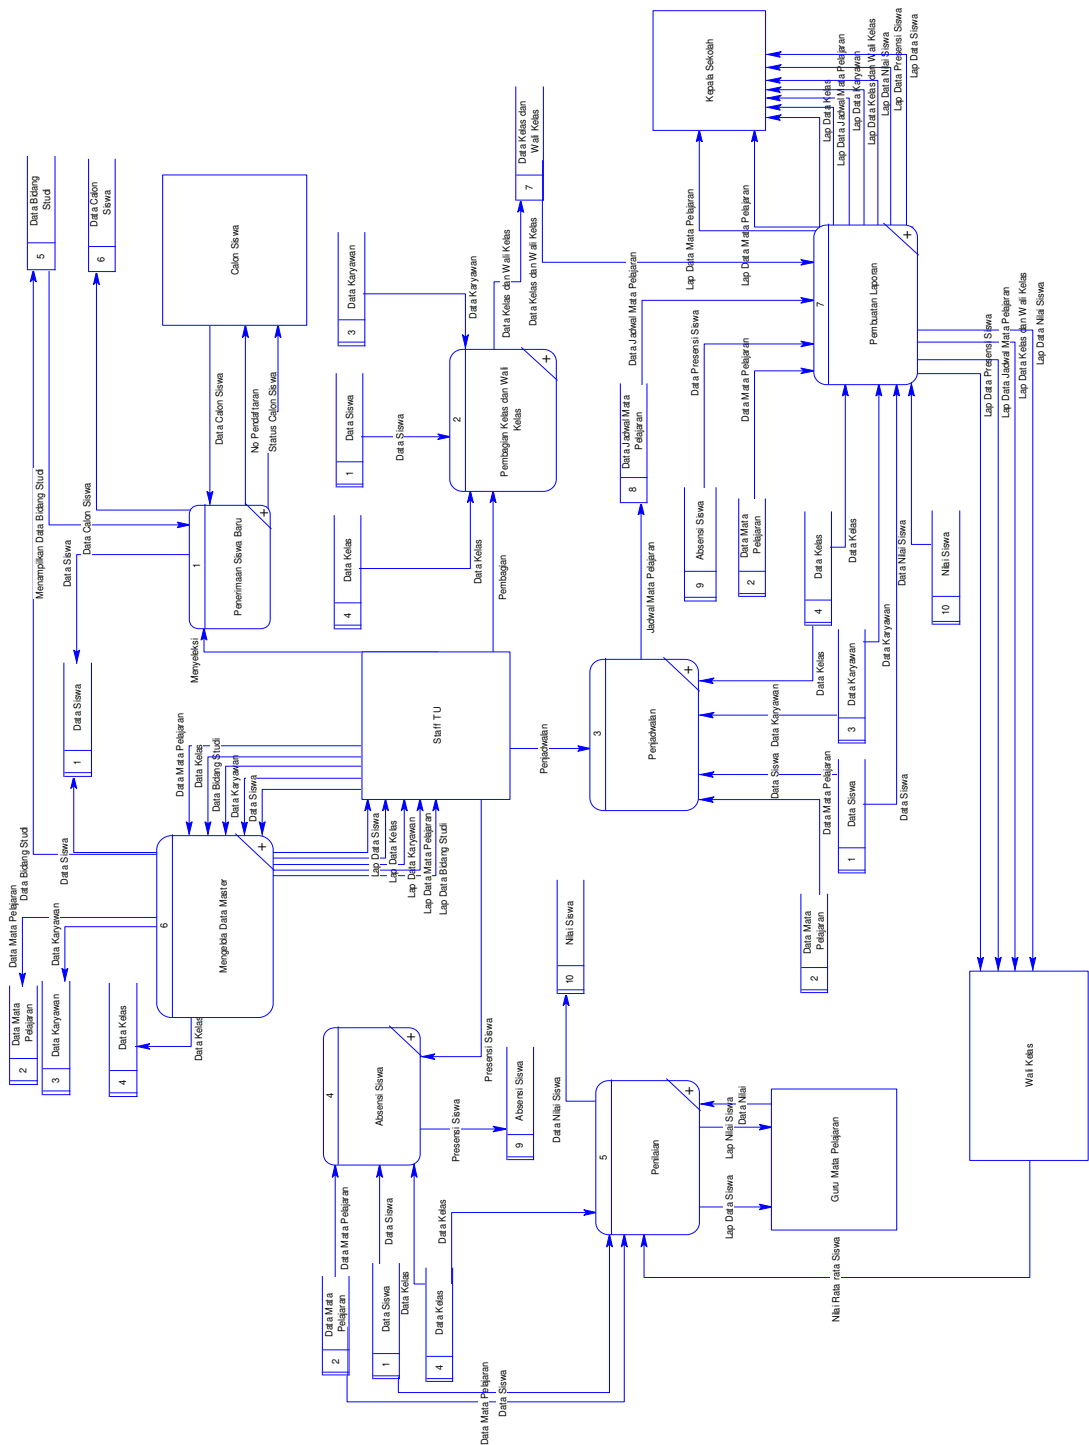 Kepala Sekolah
Lap Data Kelas
Lap Data Jadwal Mata Pelajaran
Lap Data Karyawan
Lap Data Kelas dan Wali Kelas
Lap Data Nilai Siswa
Lap Data Presensi Siswa
Lap Data Siswa
Lap Data Mata Pelajaran
Lap Data Mata Pelajaran
7
Data Kelas dan
Wali Kelas
Data Kelas dan Wali Kelas
Data Kelas dan Wali Kelas
5
Data Bidang
Studi
6
Data Calon
Siswa
Calon Siswa
Data Calon Siswa
No Pendaftaran
Status Calon Siswa
Menampilkan Data Bidang Studi
Data Calon Siswa
Data Siswa
1
Penerimaan Siswa Baru
+
Menyeleksi
3
Data Karyawan
Data Karyawan
1
Data Siswa
Data Siswa
4
Data Kelas
Data Kelas
2
Pembagian Kelas dan Wali
Kelas
+
Pembagian
7
Pembuatan Laporan
+
Data Jadwal Mata Pelajaran
Data Presensi Siswa
Data Mata Pelajaran
8
Data Jadwal Mata
Pelajaran
9
Absensi Siswa
2
Data Mata
Pelajaran
4
Data Kelas
Data Kelas
Data Nilai Siswa
10
Nilai Siswa
Data Karyawan
Lap Data Presensi Siswa
Lap Data Jadwal Mata Pelajaran
Lap Data Kelas dan Wali Kelas
Lap Data Nilai Siswa
Jadwal Mata Pelajaran
1
Data Siswa
Staff TU
Penjadwalan
3
Penjadwalan
+
Data Kelas
Data Karyawan
3
Data Karyawan
Data Siswa
Data Mata Pelajaran
1
Data Siswa
Data Siswa
2
Data Mata
Pelajaran
Data Mata Pelajaran
Data Kelas
Data Bidang Studi
Data Karyawan
Data Siswa
Lap Data Siswa
Lap Data Kelas
Lap Data Karyawan
Lap Data Mata Pelajaran
Lap Data Bidang Studi
6
Mengelola Data Master
+
Data Siswa
Data Bidang Studi
Data Mata Pelajaran
Data Karyawan
Data Kelas
2
Data Mata
Pelajaran
3
Data Karyawan
4
Data Kelas
4
Absensi Siswa
+
Presensi Siswa
Presensi Siswa
9
Absensi Siswa
10
Nilai Siswa
Data Nilai Siswa
5
Penilaian
+
Data Nilai
Lap Nilai Siswa
Lap Data Siswa
Guru Mata Pelajaran
Wali Kelas
Nilai Rata rata Siswa
Data Mata Pelajaran
Data Siswa
Data Kelas
Data Kelas
2
Data Mata
Pelajaran
1
Data Siswa
4
Data Kelas
Data Mata Pelajaran
Data Siswa